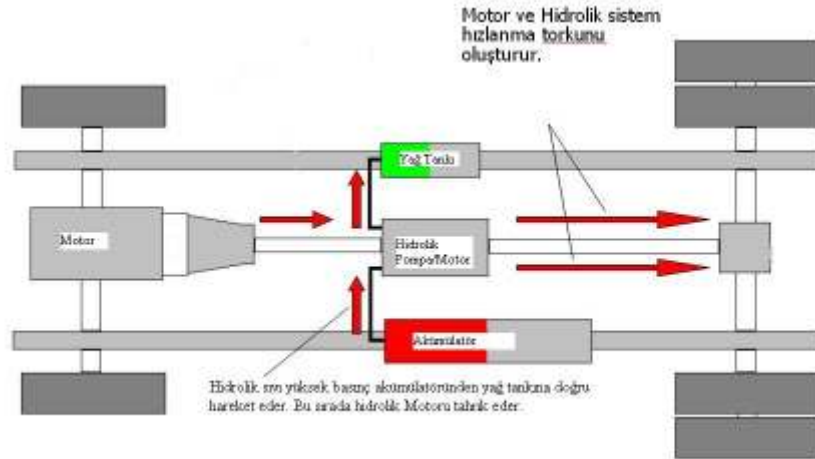 Motor ve Hidrolik sistem
hızlanma torkunu
oluşturur.
Yağ Tankı
Motor
Hidrolik
Pompa/Motor
Akümülatör
Hidrolik sıvı yüksek basınç akümülatöründen yağ tankına doğru
hareket eder. Bu sırada hidrolik Motoru tahrik eder.